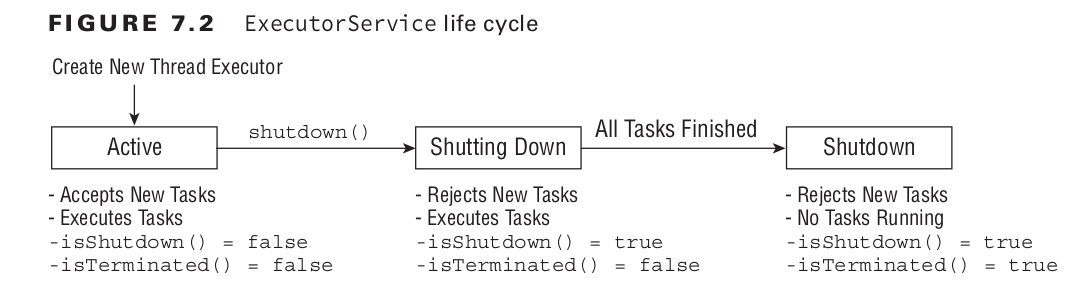 FIGURE 7.2 ExecutorService life cycle
Create New Thread Executor
Active
shutdown()
Shutting Down
All Tasks Finished
Shutdown
- Accepts New Tasks
- Executes Tasks
-isShutdown() = false
-isTerminated() = false
- Rejects New Tasks
- Executes Tasks
-isShutdown() = true
-isTerminated() = false
- Rejects New Tasks
- No Tasks Running
-isShutdown() = true
-isTerminated() = true